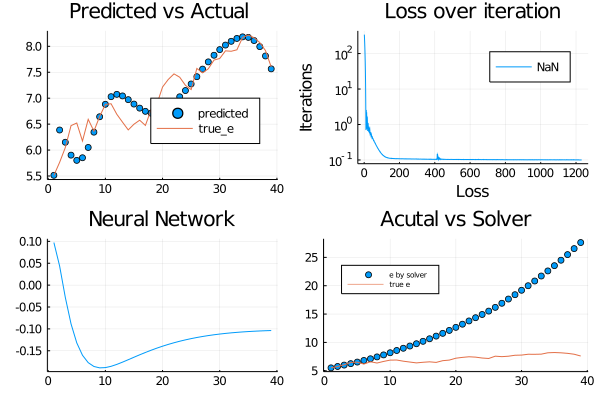 Predicted vs Actual
8.0
7.5
7.0
6.5
6.0
5.5
0 10 20 30 40
predicted
true_e
Loss over iteration
Iterations
10²
10⁰
10⁻¹
0 200 400 600 800 1000 1200
Loss
NaN
Neural Network
0.10
0.05
0.00
-0.05
-0.10
-0.15
0 10 20 30 40
Acutal vs Solver
25
20
15
10
5
0 10 20 30 40
e by solver
true e